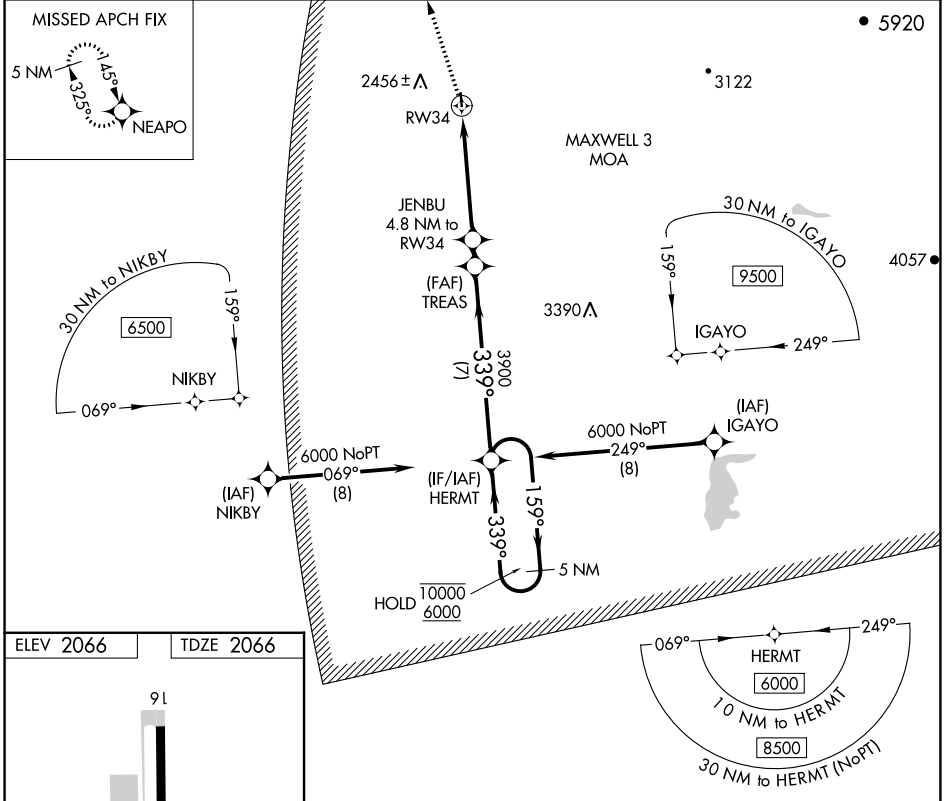 MISSED APCH FIX
5 NM
145°
325°
NEAPO
5920
2456±
3122
RW34
MAXWELL 3
MOA
JENBU
4.8 NM to
RW34
(FAF)
TREAS
30 NM to NIKBY
159°
6500
NIKBY
069°
30 NM to IGAYO
159°
9500
4057
IGAYO
249°
3390
3900
339°
(7)
(IAF)
IGAYO
6000 NoPT
249°
(8)
6000 NoPT
069°
(8)
(IAF)
NIKBY
(IF/IAF)
HERMT
159°
339°
5 NM
HOLD 10000
6000
069°
249°
HERMT
6000
10 NM to HERMT
8500
30 NM to HERMT (NoPT)
ELEV 2066
TDZE 2066
16